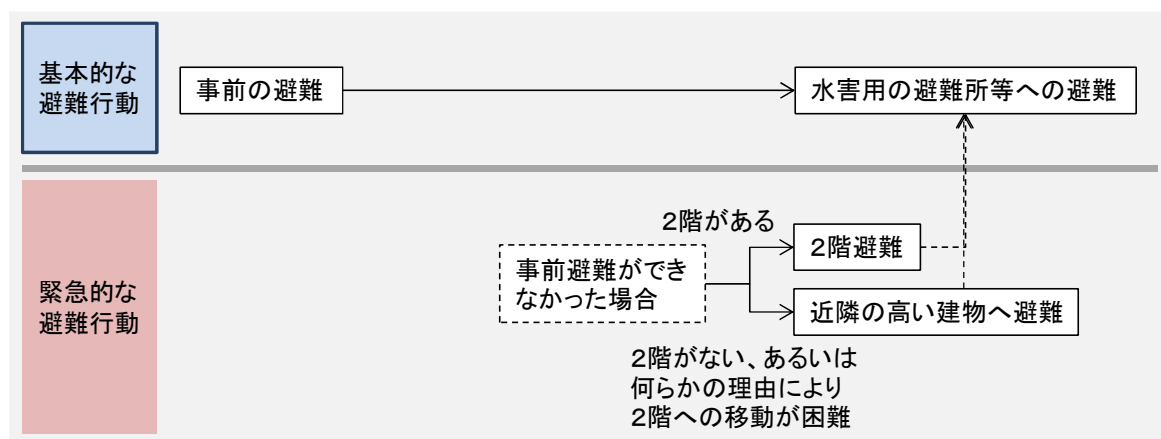 基本的な
避難行動
事前の避難
水害用の避難所等への避難
緊急的な
避難行動
２階がある
事前避難ができ
なかった場合
２階避難
近隣の高い建物へ避難
２階がない、あるいは
何らかの理由により
２階への移動が困難